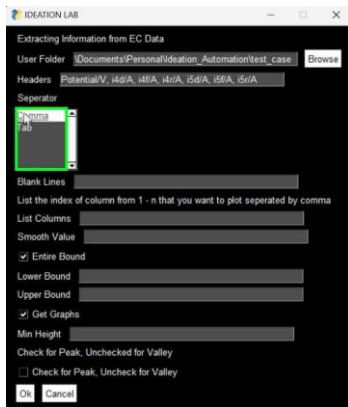 IDEATION LAB
Extracting Information from EC Data
User Folder \Documents\Personal\Ideation_Automation\test_case Browse
Headers Potential/V, i4d/A, i4f/A, i4r/A, i5d/A, i5f/A, i5r/A
Seperator
Comma
Tab
Blank Lines
List the index of column from 1 - n that you want to plot seperated by comma
List Columns
Smooth Value
Entire Bound
Lower Bound
Upper Bound
Get Graphs
Min Height
Check for Peak, Unchecked for Valley
Check for Peak, Uncheck for Valley
Ok Cancel